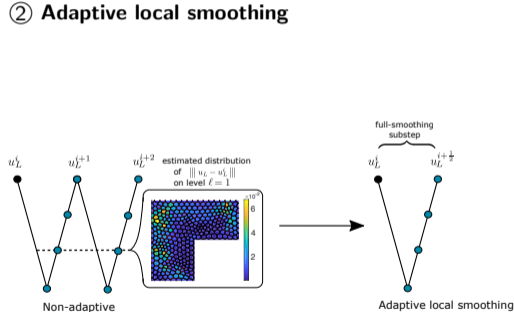 ② Adaptive local smoothing
full-smoothing
substep
u_L^i
u_L^{i+1}
u_L^{i+2}
estimated distribution
of ||| u_L − u_L^i |||
on level ℓ = 1
6
4
2
u_L^i
u_L^{i+\frac{1}{2}}
Non-adaptive
Adaptive local smoothing